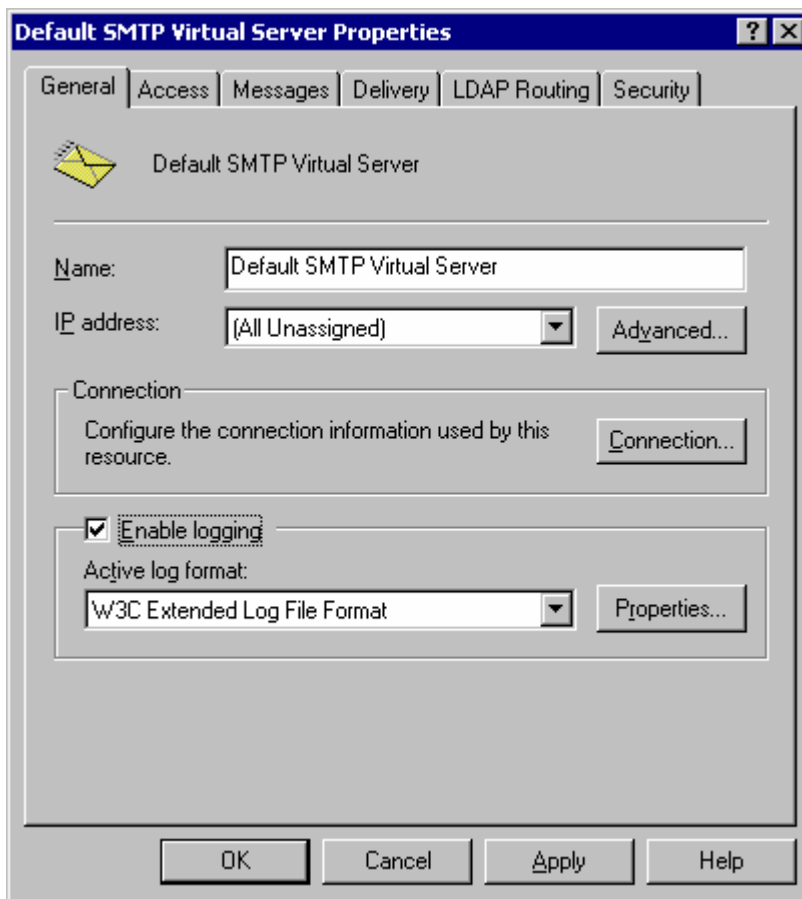 Default SMTP Virtual Server Properties
General Access Messages Delivery LDAP Routing Security
Default SMTP Virtual Server
Name: Default SMTP Virtual Server
IP address: (All Unassigned) Advanced...
Connection
Configure the connection information used by this
resource.
Connection...
Enable logging
Active log format:
W3C Extended Log File Format Properties...
OK Cancel Apply Help